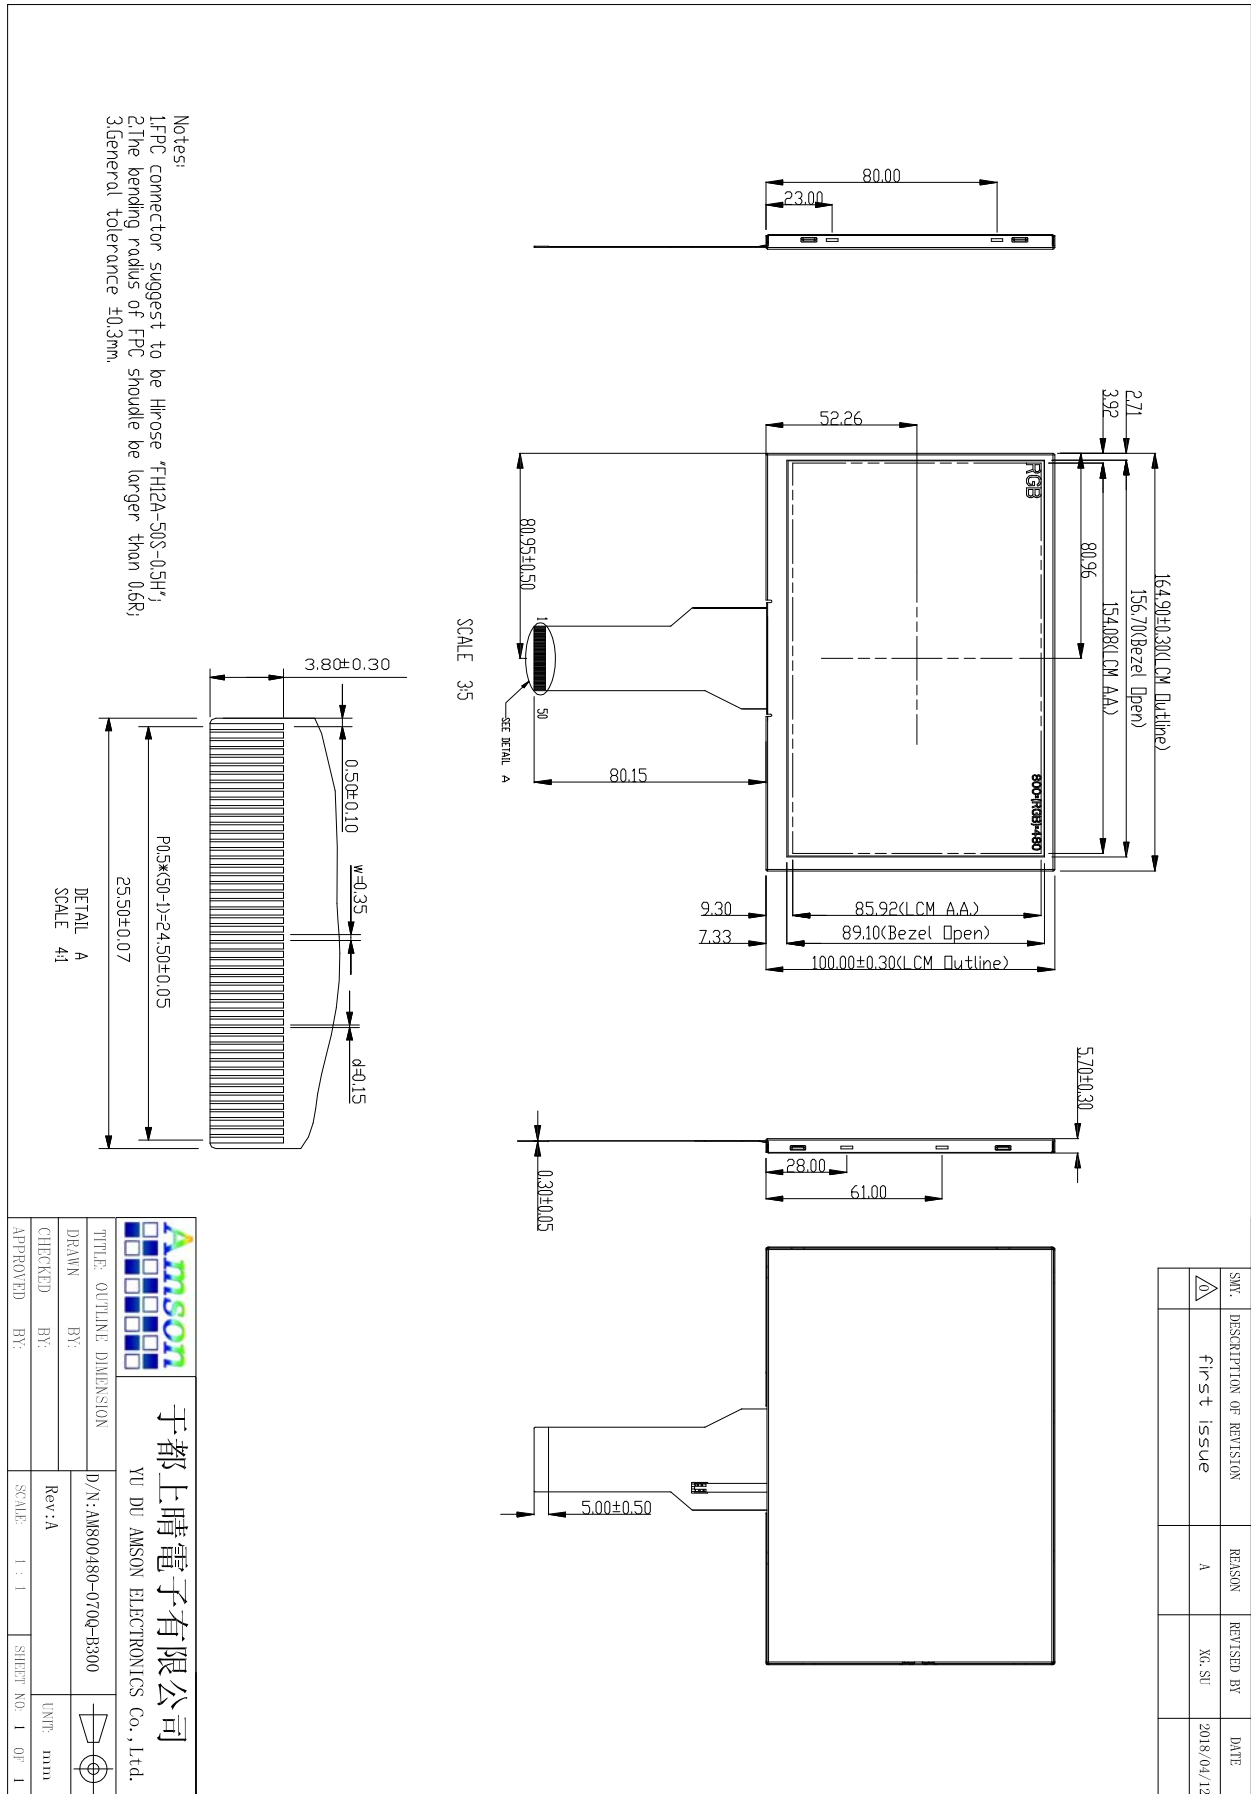 SMY.
DESCRIPTION OF REVISION
REASON
REVISED BY
DATE
0
first issue
A
XG. SU
2018/04/12
80.00
23.00
2.71
3.92
164.90±0.30(LCM Outline)
156.70(Bezel Open)
154.08(LCM A.A.)
80.96
52.26
RGB
800*(RGB)*480
80.95±0.50
1
50
SEE DETAIL A
SCALE 3:5
80.15
9.30
7.33
85.92(LCM A.A.)
89.10(Bezel Open)
100.00±0.30(LCM Outline)
5.70±0.30
28.00
61.00
0.30±0.05
5.00±0.50
Notes:
1.FPC connector suggest to be Hirose "FH12A-50S-0.5H";
2.The bending radius of FPC shoudle be larger than 0.6R;
3.General tolerance ±0.3mm.
3.80±0.30
0.50±0.10
w=0.35
d=0.15
P0.5*(50-1)=24.50±0.05
25.50±0.07
DETAIL A
SCALE 4:1
Amson
于都上晴電子有限公司
YU DU AMSON ELECTRONICS Co.,Ltd.
TITLE: OUTLINE DIMENSION
D/N:AM800480-070Q-B300
DRAWN BY:
CHECKED BY:
APPROVED BY:
Rev:A
UNIT: mm
SCALE: 1 : 1
SHEET NO: 1 OF 1